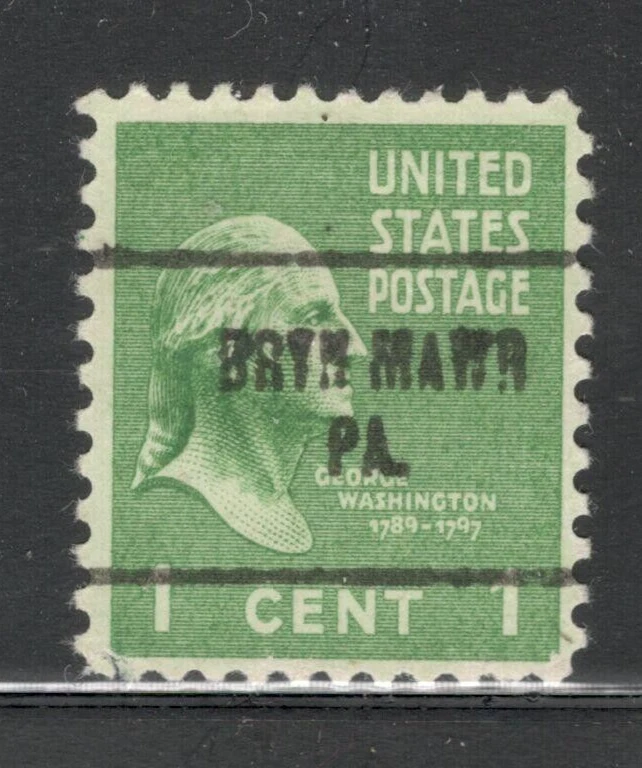 UNITED
STATES
POSTAGE
BRYN MAWR
PA.
GEORGE
WASHINGTON
1789-1797
1 CENT 1